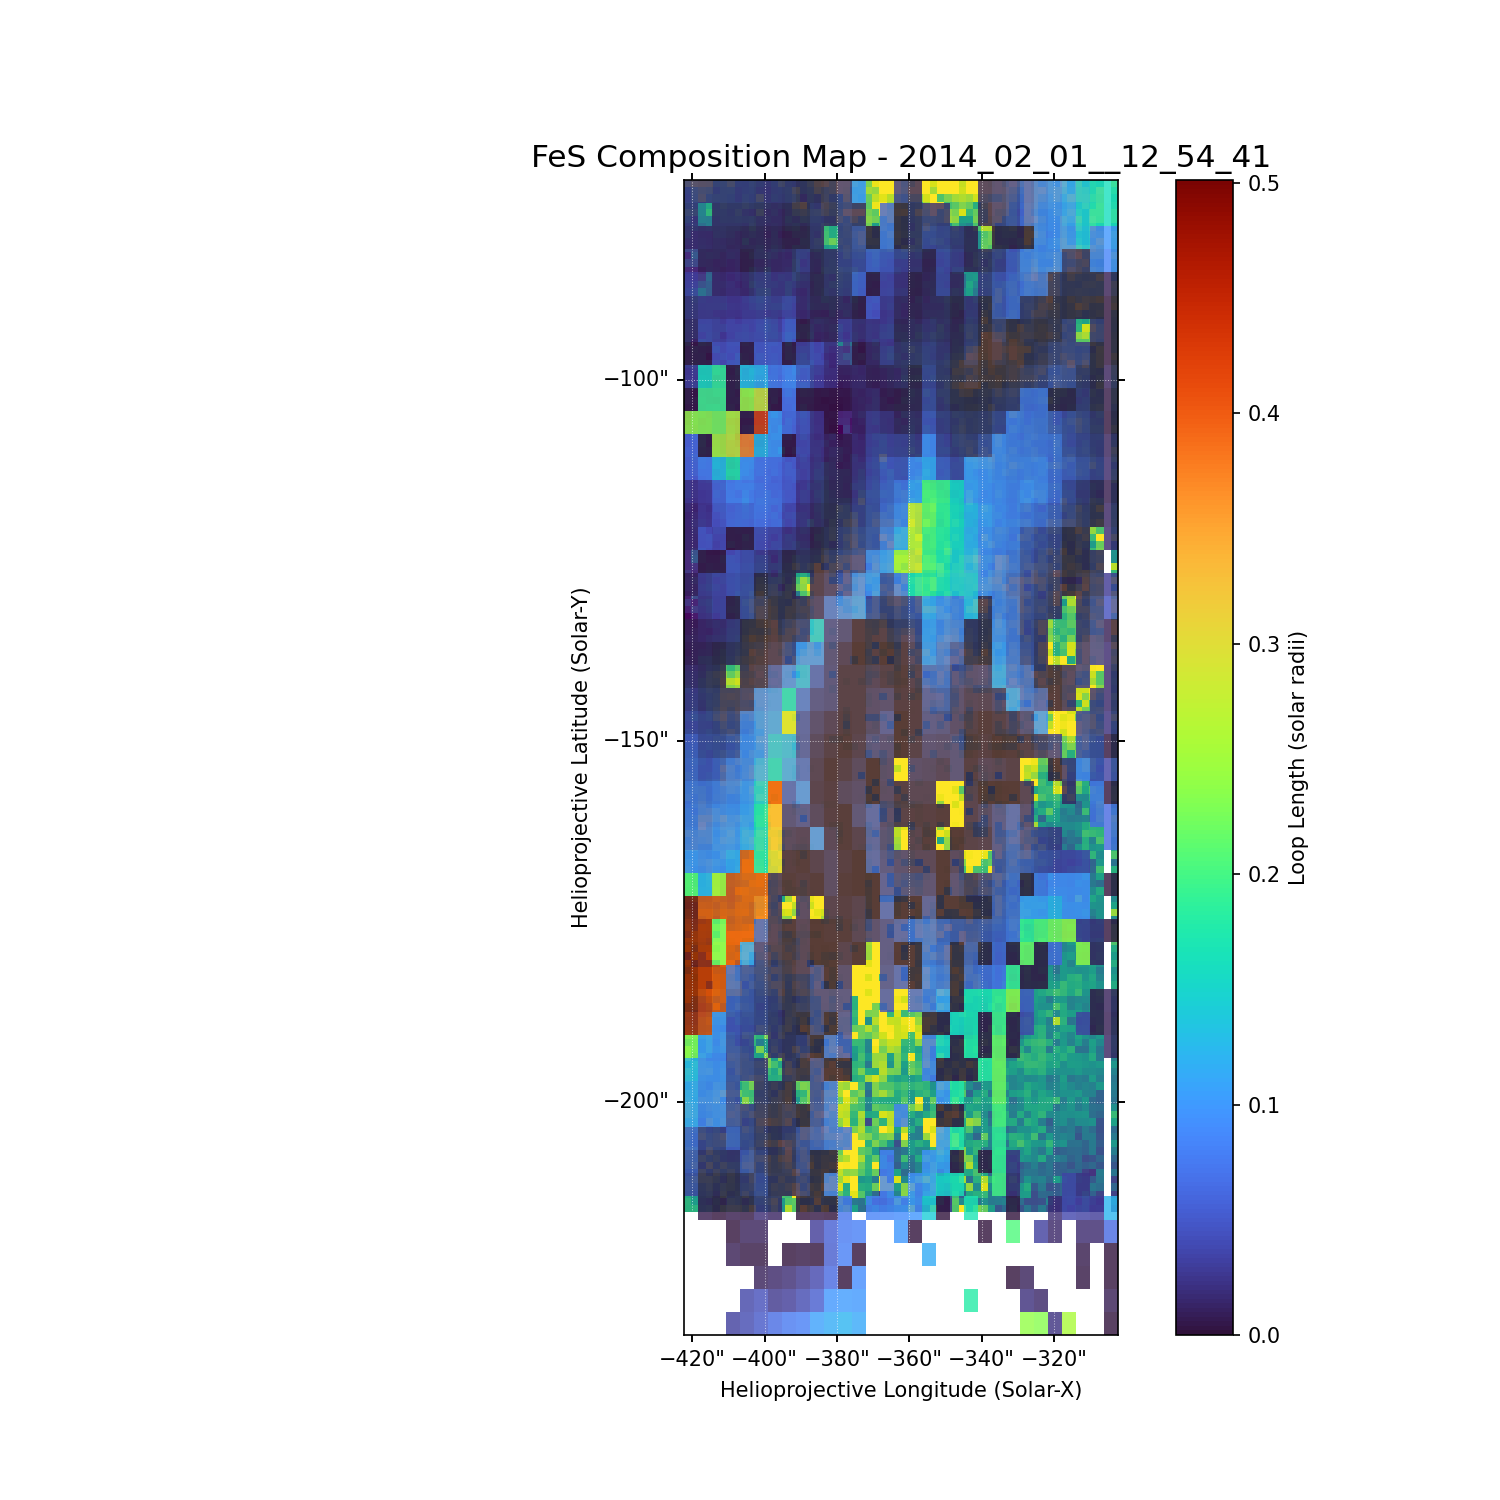 FeS Composition Map - 2014_02_01__12_54_41
−100"
−150"
−200"
Helioprojective Latitude (Solar-Y)
−420" −400" −380" −360" −340" −320"
Helioprojective Longitude (Solar-X)
0.5
0.4
0.3
0.2
0.1
0.0
Loop Length (solar radii)